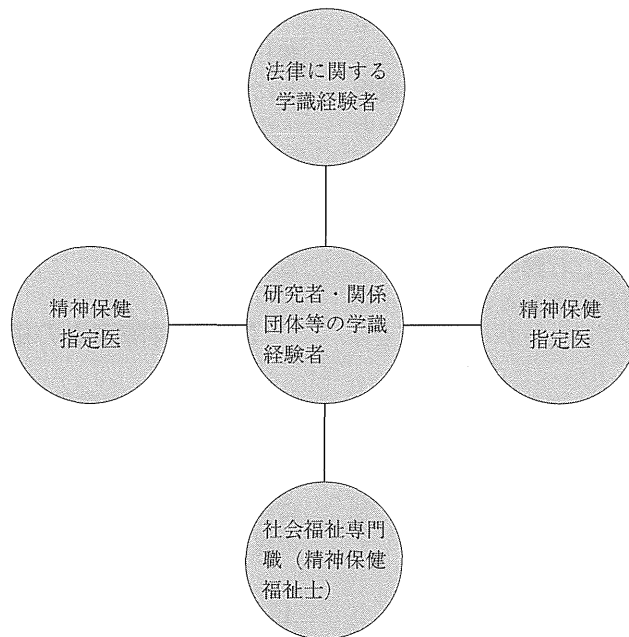 法律に関する
学識経験者
精神保健
指定医
研究者・関係
団体等の学識
経験者
精神保健
指定医
社会福祉専門
職（精神保健
福祉士）